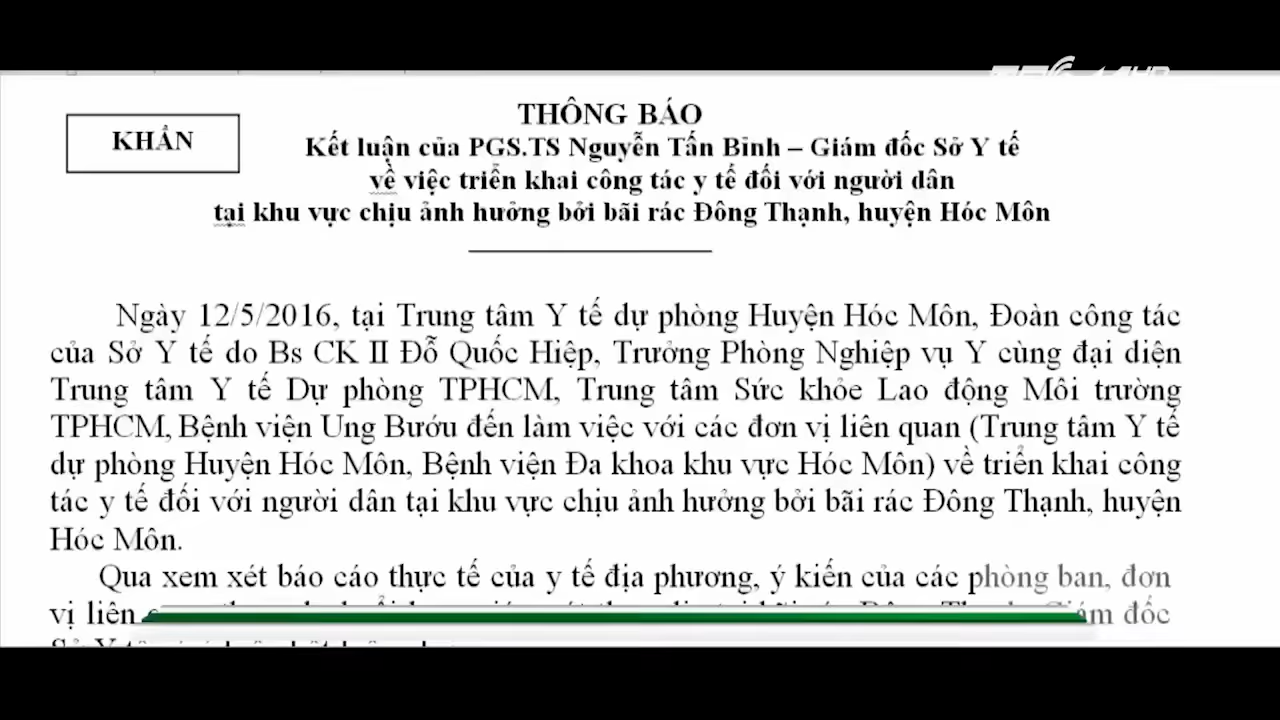 THÔNG BÁO
KHẨN
Kết luận của PGS.TS Nguyễn Tấn Bỉnh – Giám đốc Sở Y tế
về việc triển khai công tác y tế đối với người dân
tại khu vực chịu ảnh hưởng bởi bãi rác Đông Thạnh, huyện Hóc Môn
Ngày 12/5/2016, tại Trung tâm Y tế dự phòng Huyện Hóc Môn, Đoàn công tác
của Sở Y tế do Bs CK II Đỗ Quốc Hiệp, Trưởng Phòng Nghiệp vụ Y cùng đại diện
Trung tâm Y tế Dự phòng TPHCM, Trung tâm Sức khỏe Lao động Môi trường
TPHCM, Bệnh viện Ung Bướu đến làm việc với các đơn vị liên quan (Trung tâm Y tế
dự phòng Huyện Hóc Môn, Bệnh viện Đa khoa khu vực Hóc Môn) về triển khai công
tác y tế đối với người dân tại khu vực chịu ảnh hưởng bởi bãi rác Đông Thạnh, huyện
Hóc Môn.
Qua xem xét báo cáo thực tế của y tế địa phương, ý kiến của các phòng ban, đơn
vị liên đốc